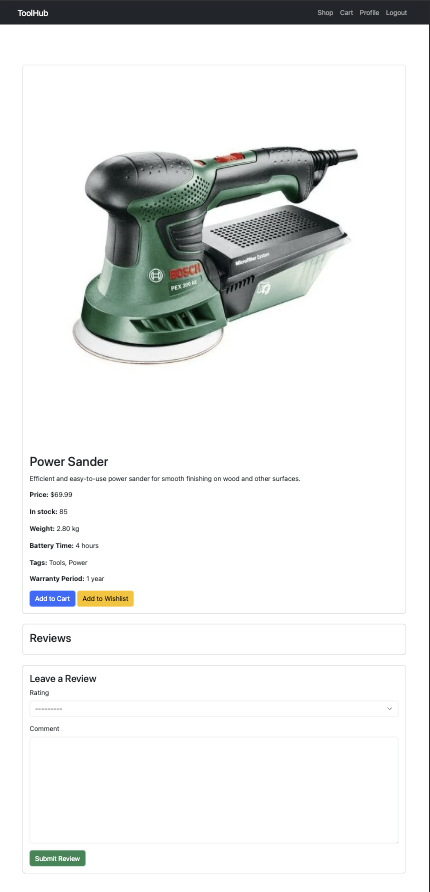 ToolHub
Shop Cart Profile Logout
BOSCH
Microfilter System
Power Sander
Efficient and easy-to-use power sander for smooth finishing on wood and other surfaces.
Price: $69.99
In stock: 85
Weight: 2.80 kg
Battery Time: 4 hours
Tags: Tools, Power
Warranty Period: 1 year
Add to Cart Add to Wishlist
Reviews
Leave a Review
Rating
---------
Comment
Submit Review